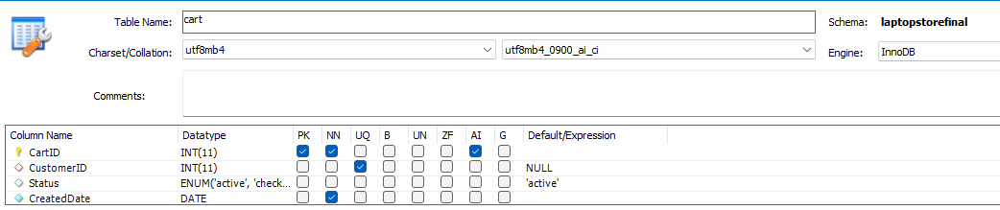 Table Name: cart Schema: laptopstorefinal
Charset/Collation: utf8mb4 utf8mb4_0900_ai_ci Engine: InnoDB
Comments:
Column Name Datatype PK NN UQ B UN ZF AI G Default/Expression
CartID INT(11)
CustomerID INT(11) NULL
Status ENUM('active', 'check... 'active'
CreatedDate DATE